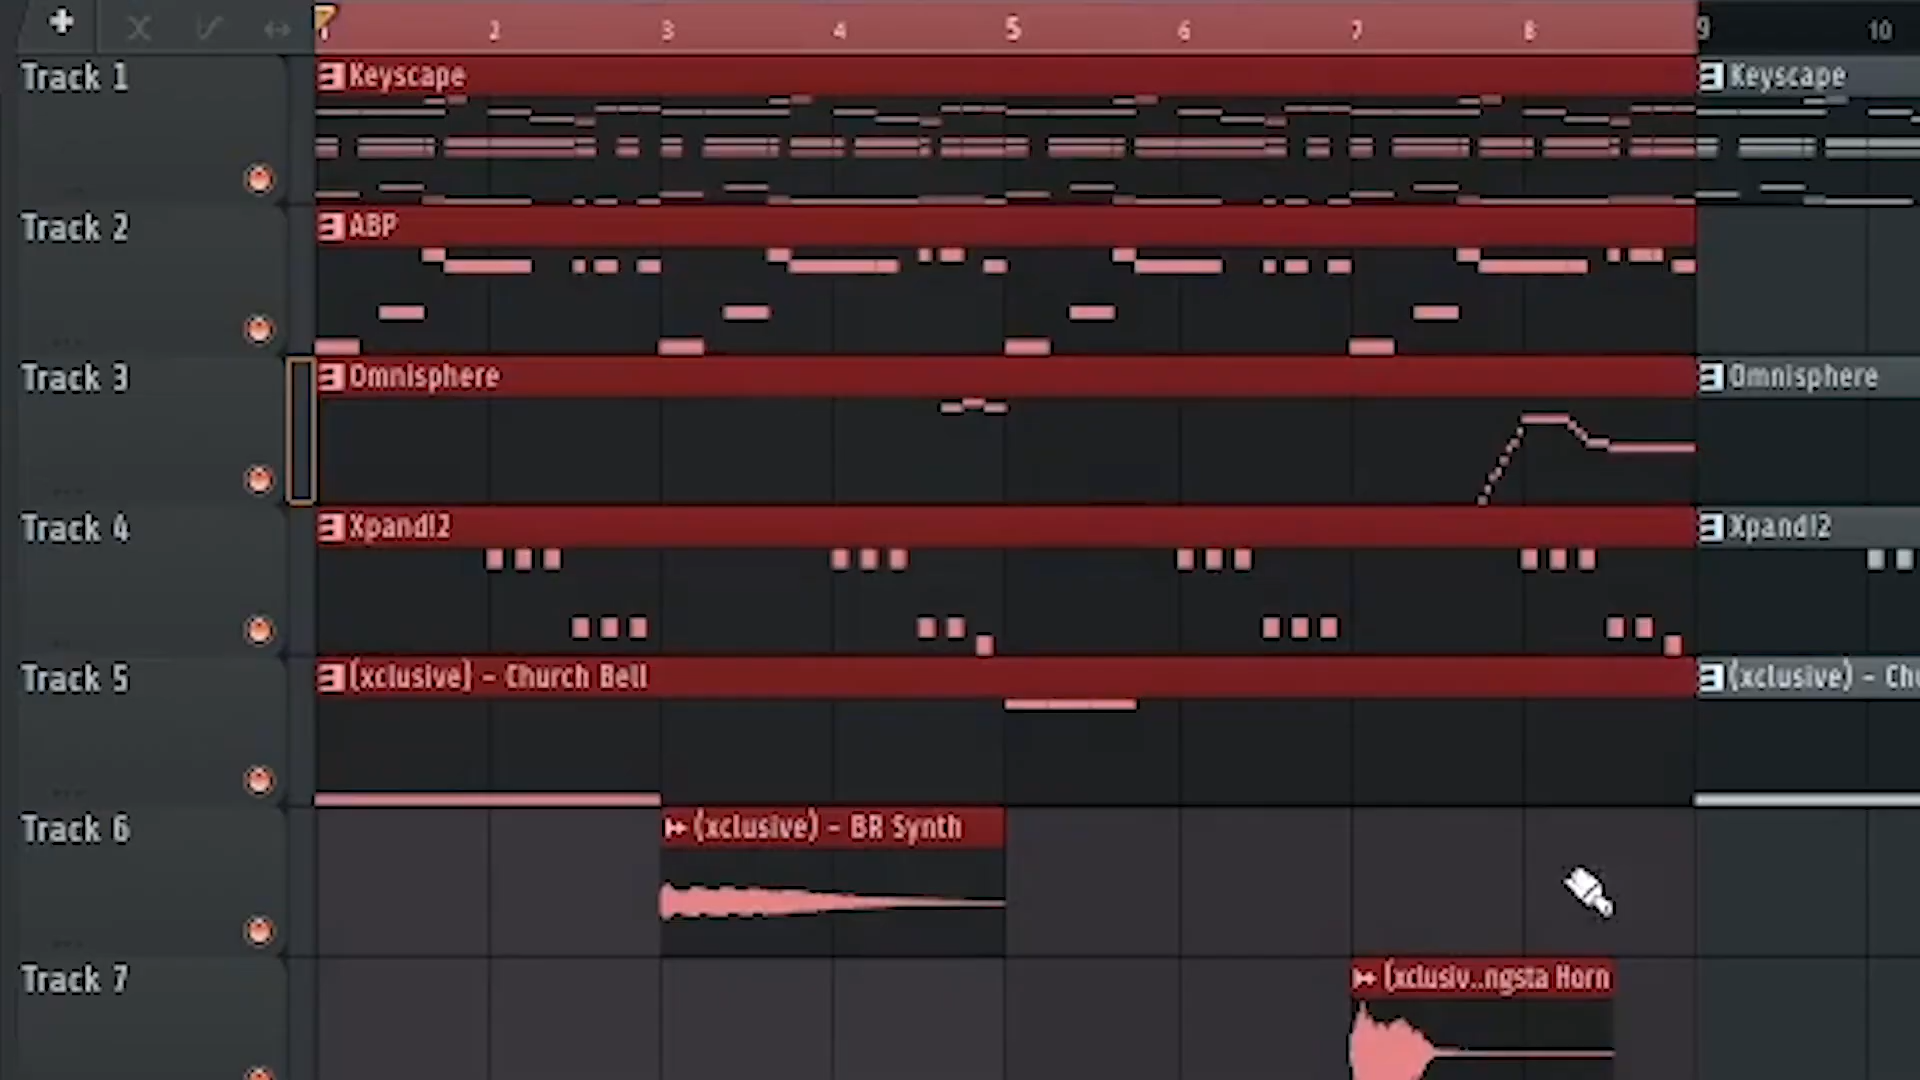 1 2 3 4 5 6 7 8 9 10
Track 1
Keyscape
Keyscape
Track 2
ABP
Track 3
Omnisphere
Omnisphere
Track 4
Xpand!2
Xpand!2
Track 5
(xclusive) - Church Bell
(xclusive) - Chu
Track 6
(xclusive) - BR Synth
Track 7
(xclusiv..ngsta Horn